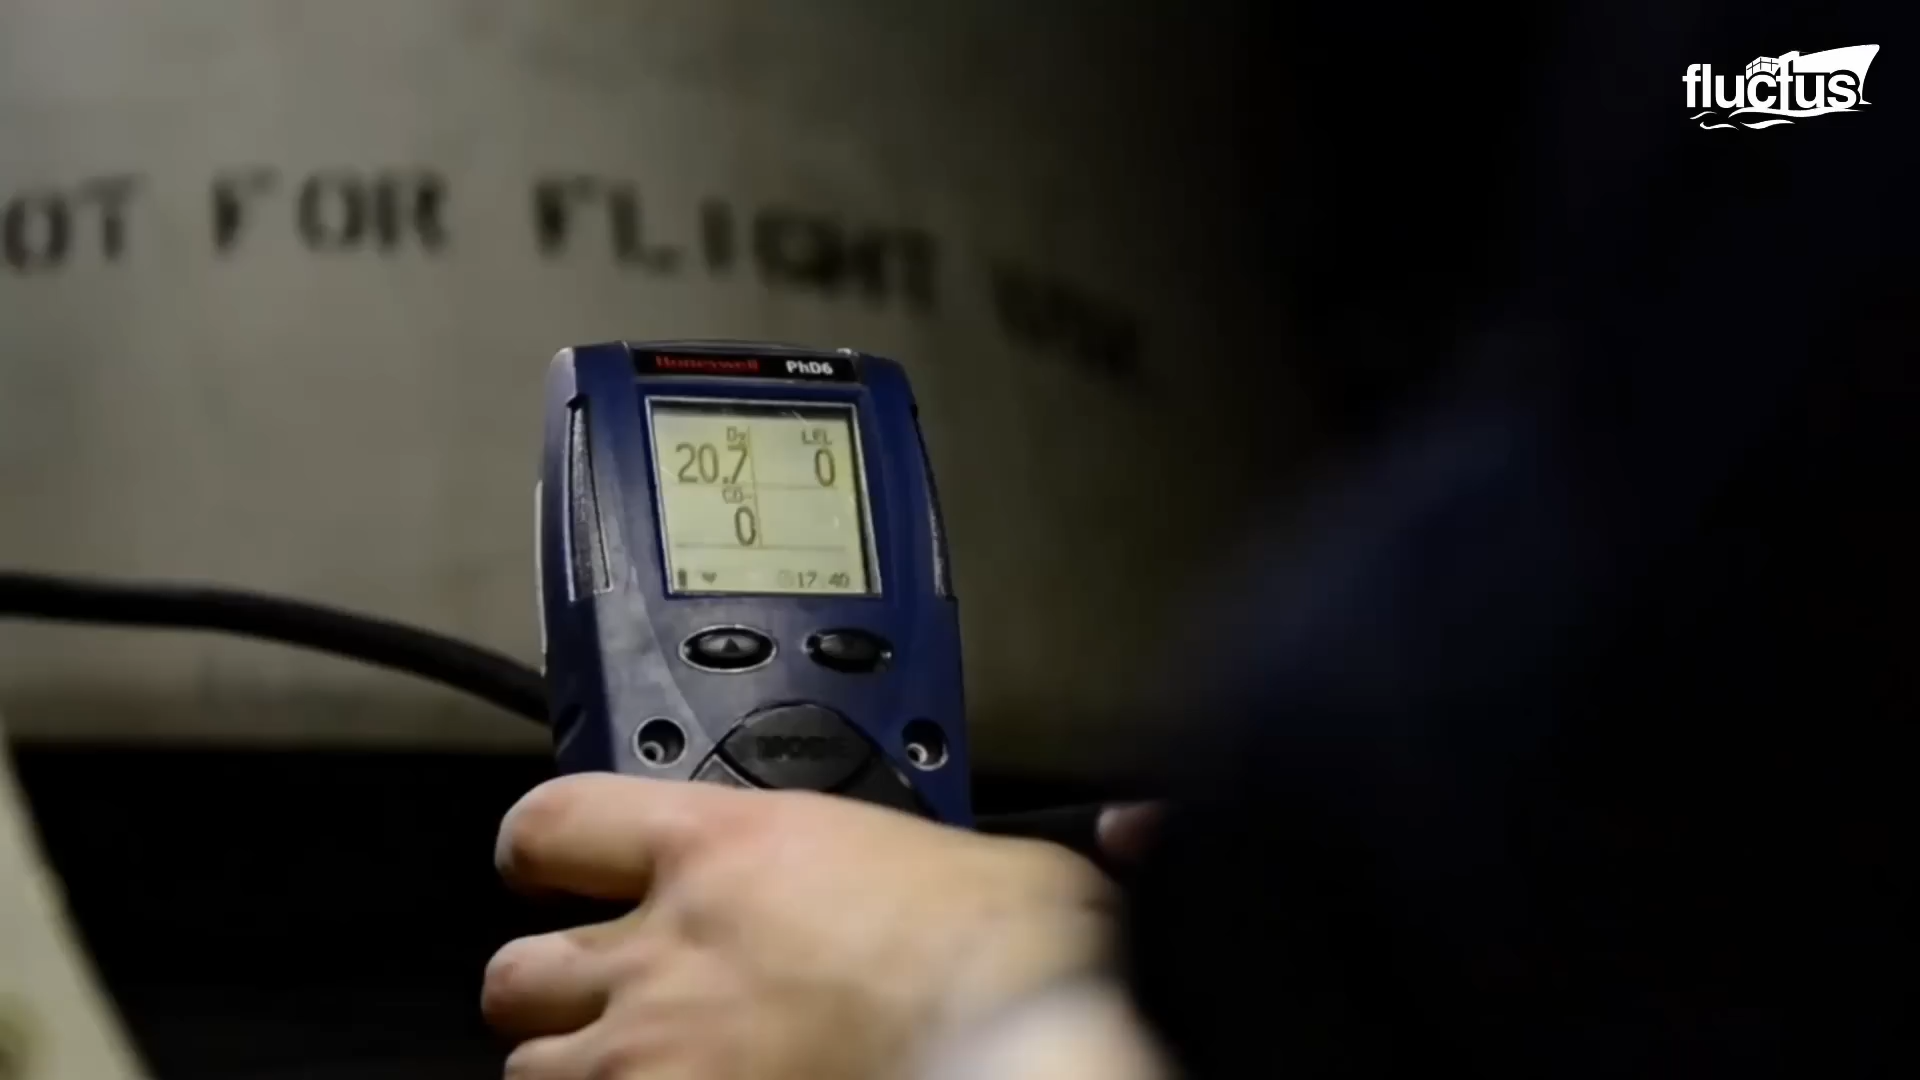 fluctus
OT FOR FLIGH
Honeywell PhD6
O₂ LEL
20.7 0
CO
0
17 40
MODE